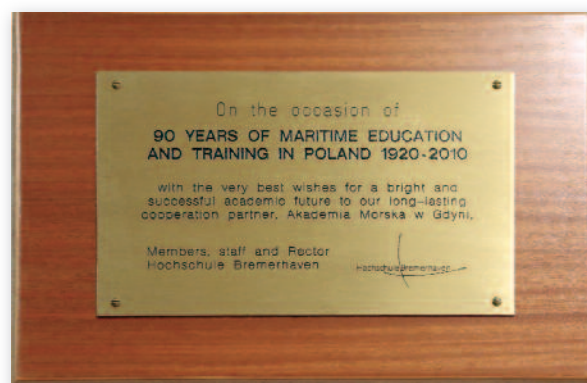 On the occasion of
90 YEARS OF MARITIME EDUCATION
AND TRAINING IN POLAND 1920-2010
with the very best wishes for a bright and
successful academic future to our long-lasting
cooperation partner, Akademia Morska w Gdyni.
Members, staff and Rector
Hochschule Bremerhaven
Hochschule Bremerhaven